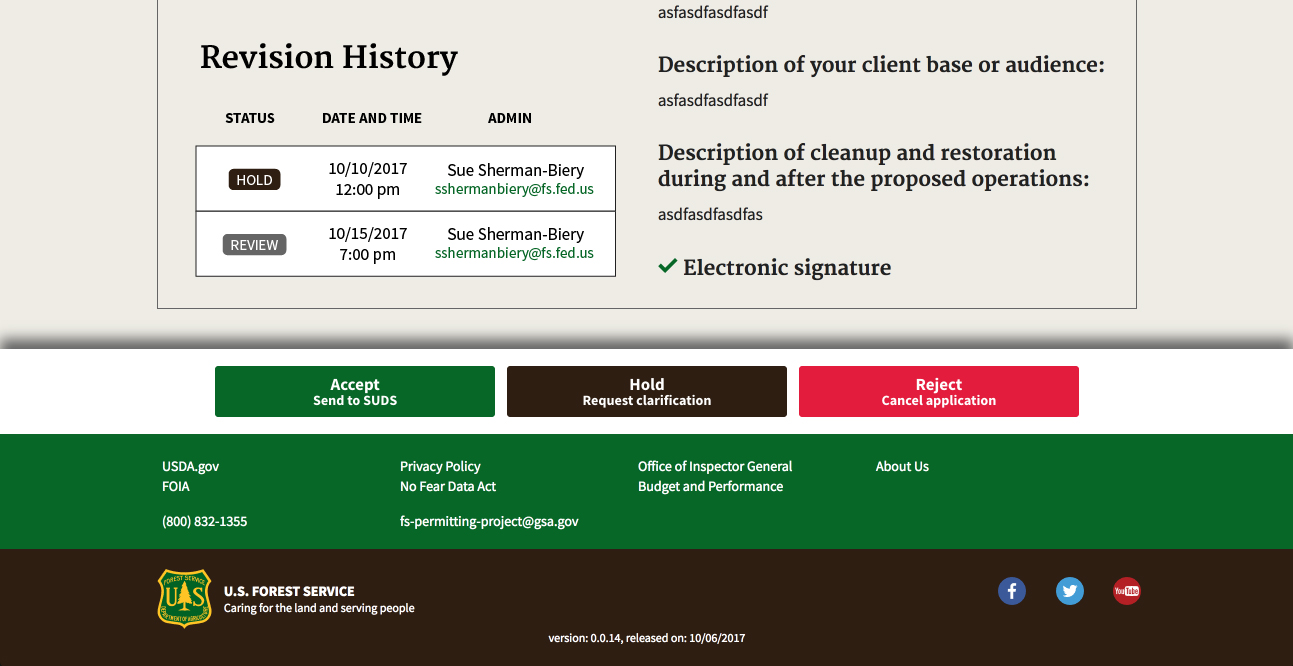 asfasdfasdfasdf
Revision History
STATUS DATE AND TIME ADMIN
HOLD 10/10/2017 12:00 pm Sue Sherman-Biery sshermanbiery@fs.fed.us
REVIEW 10/15/2017 7:00 pm Sue Sherman-Biery sshermanbiery@fs.fed.us
Description of your client base or audience:
asfasdfasdfasdf
Description of cleanup and restoration
during and after the proposed operations:
asdfasdfasdfas
Electronic signature
Accept
Send to SUDS
Hold
Request clarification
Reject
Cancel application
USDA.gov Privacy Policy Office of Inspector General About Us
FOIA No Fear Data Act Budget and Performance
(800) 832-1355 fs-permitting-project@gsa.gov
FOREST SERVICE
US
DEPARTMENT OF AGRICULTURE
U.S. FOREST SERVICE
Caring for the land and serving people
You Tube
version: 0.0.14, released on: 10/06/2017